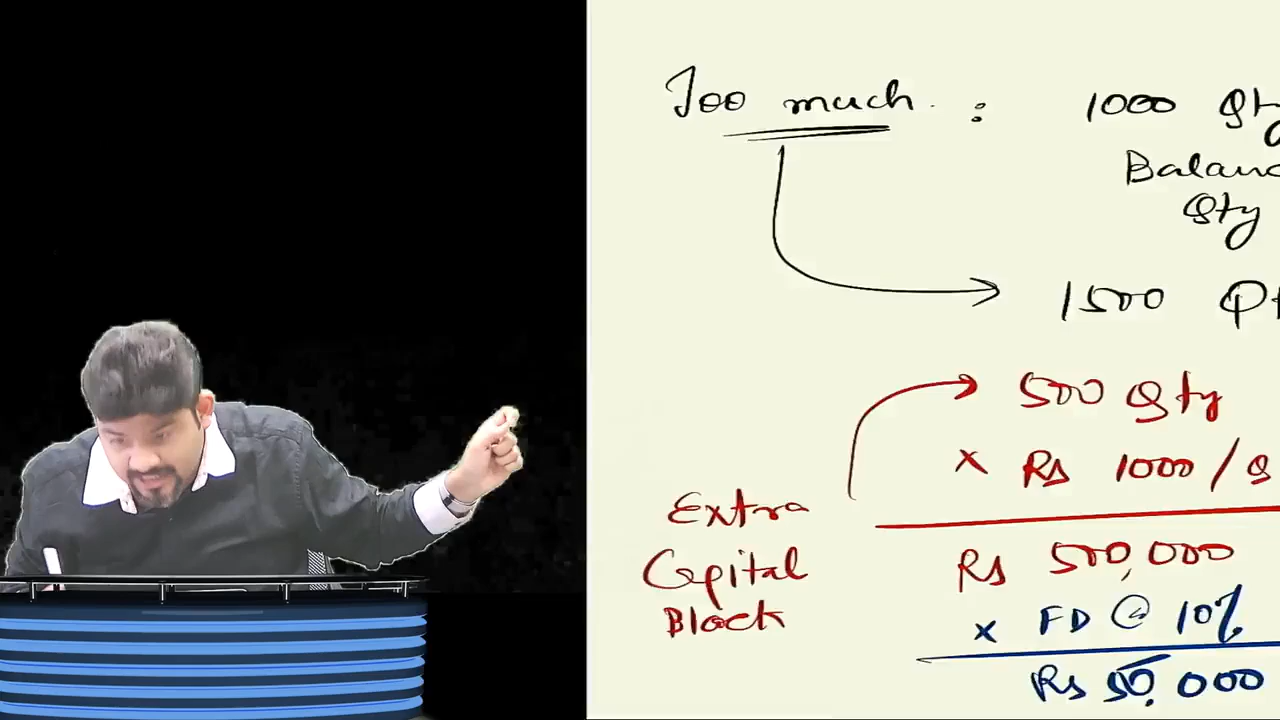 Too much. : 1000 Qty
Balanc
Qty
1500 Qt
500 Qty
x Rs 1000 / Q
Extra
Capital
Block
Rs 500,000
x FD @ 10%
Rs 50,000